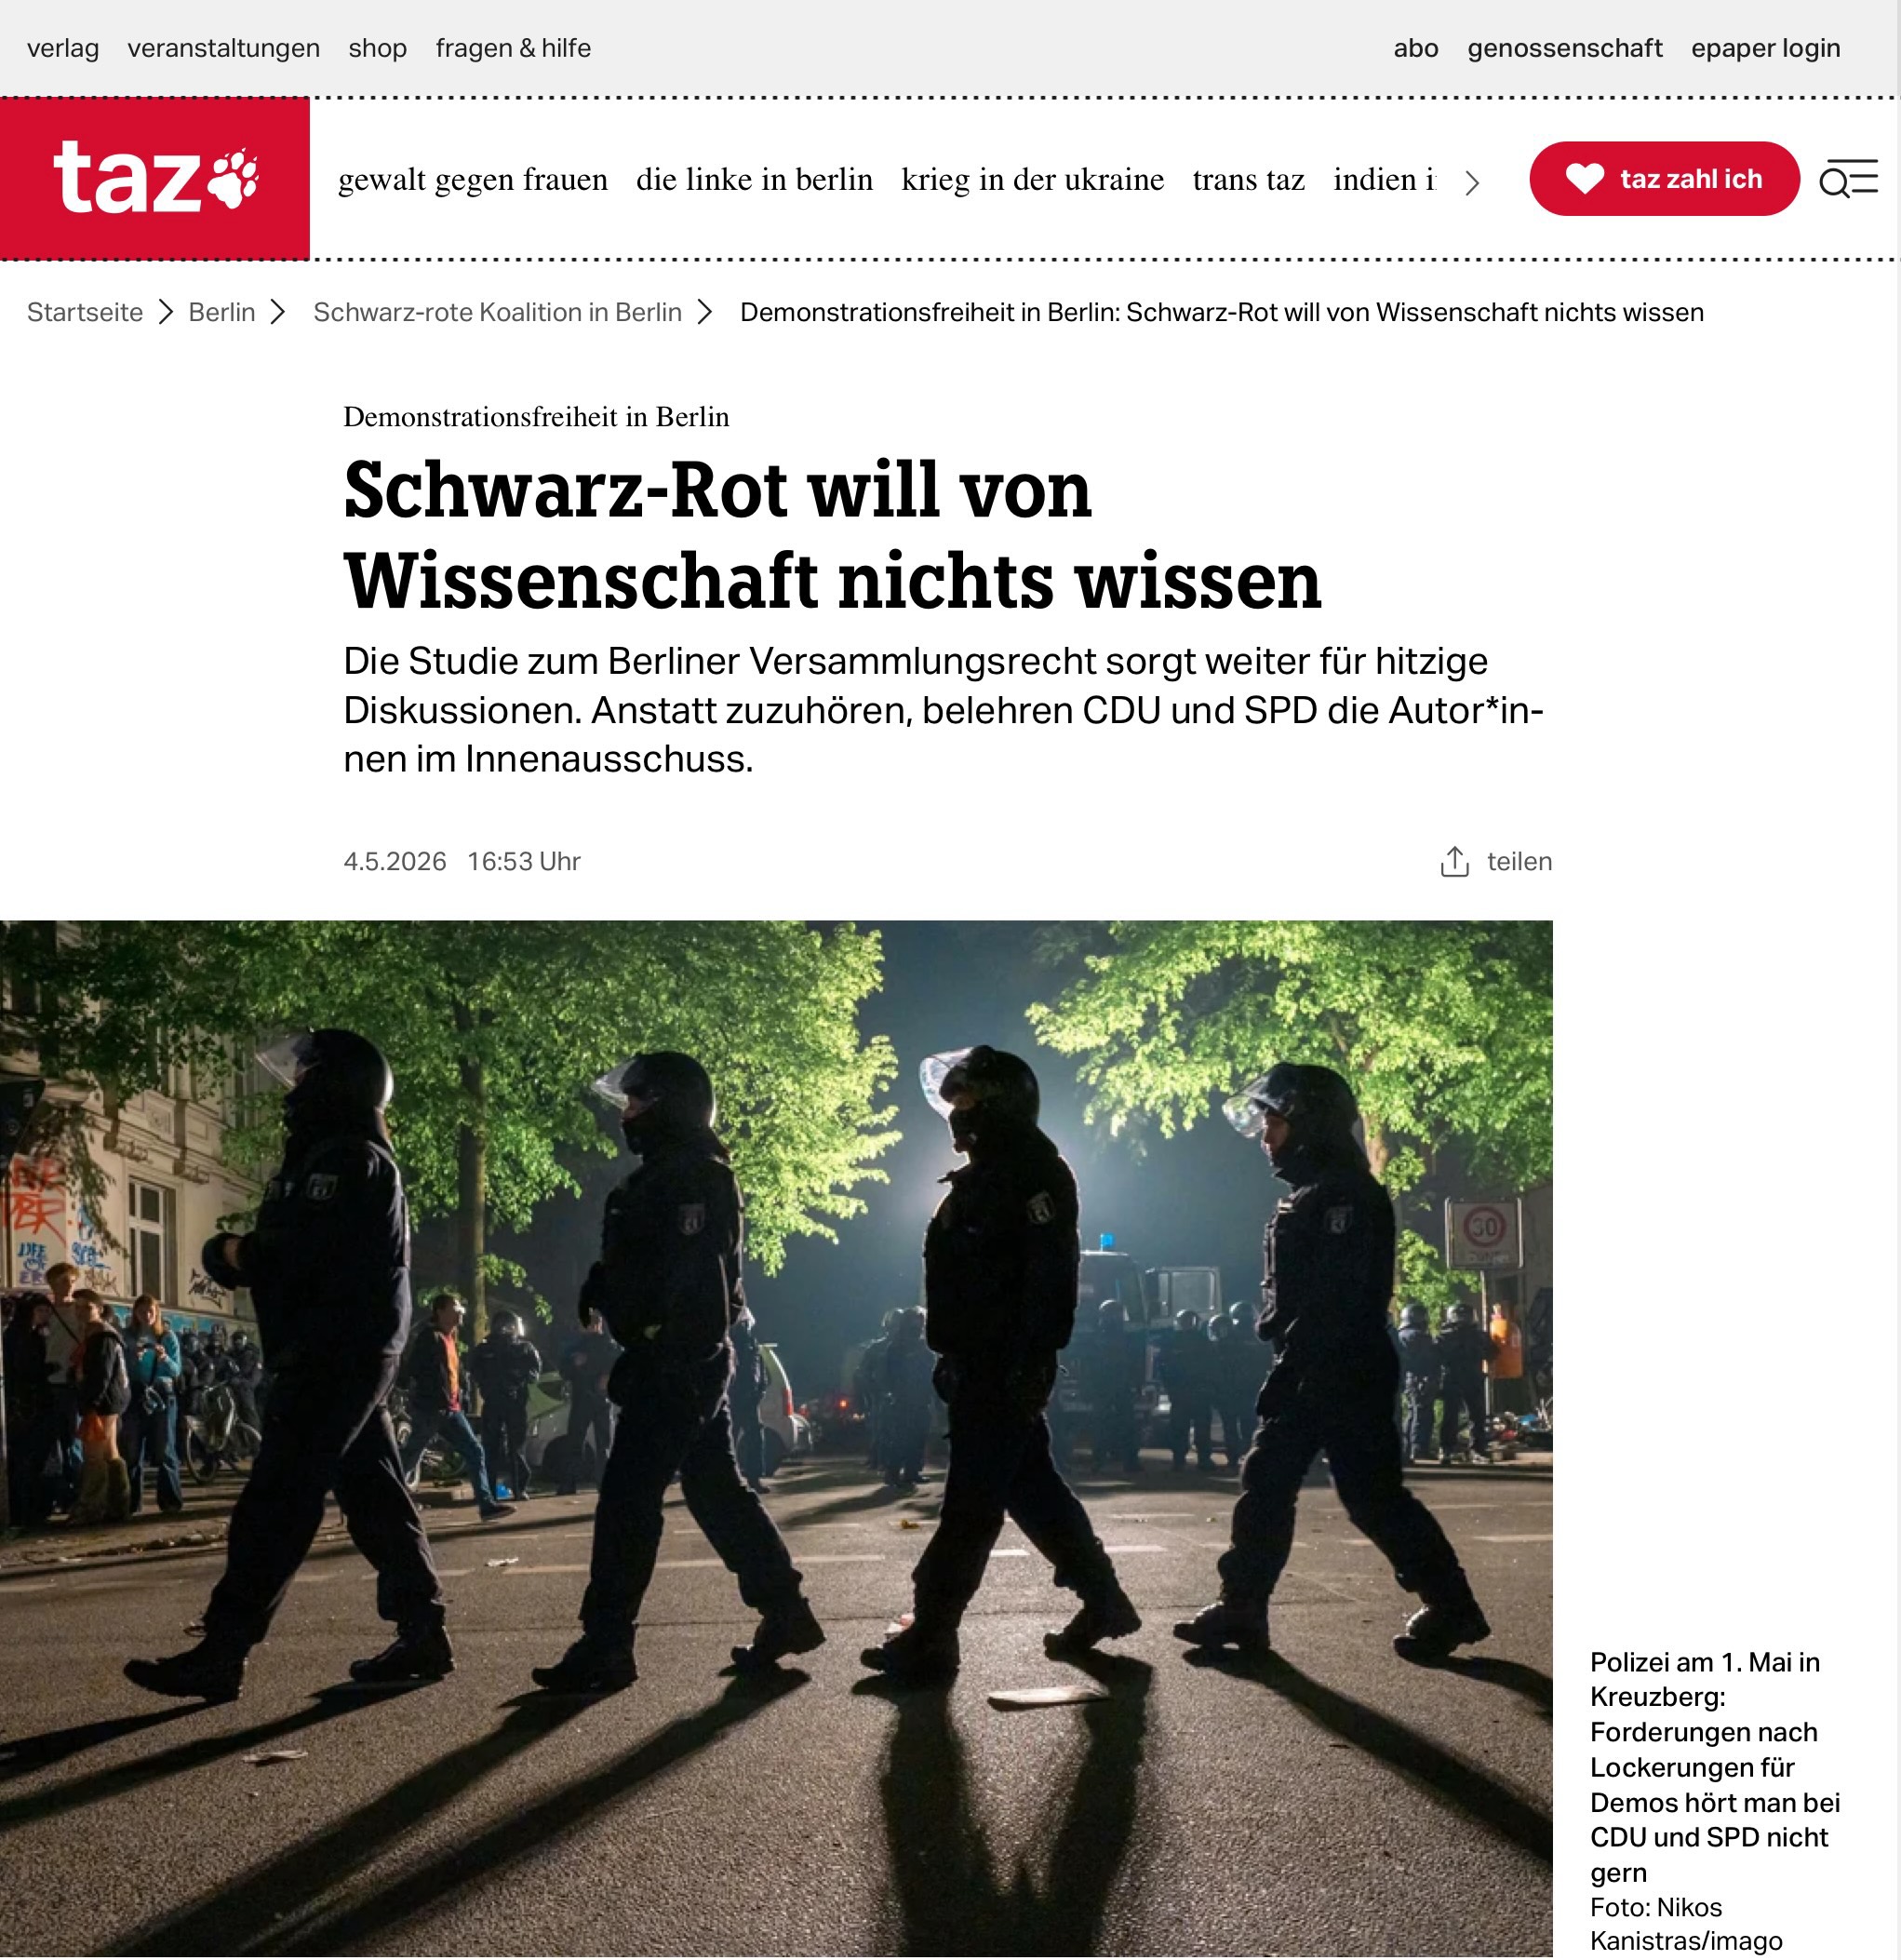 verlag veranstaltungen shop fragen & hilfe abo genossenschaft epaper login
taz
gewalt gegen frauen die linke in berlin krieg in der ukraine trans taz indien
taz zahl ich
Startseite Berlin Schwarz-rote Koalition in Berlin Demonstrationsfreiheit in Berlin: Schwarz-Rot will von Wissenschaft nichts wissen
Demonstrationsfreiheit in Berlin
Schwarz-Rot will von
Wissenschaft nichts wissen
Die Studie zum Berliner Versammlungsrecht sorgt weiter für hitzige
Diskussionen. Anstatt zuzuhören, belehren CDU und SPD die Autor*in-
nen im Innenausschuss.
4.5.2026 16:53 Uhr
teilen
30
Polizei am 1. Mai in
Kreuzberg:
Forderungen nach
Lockerungen für
Demos hört man bei
CDU und SPD nicht
gern
Foto: Nikos
Kanistras/imago